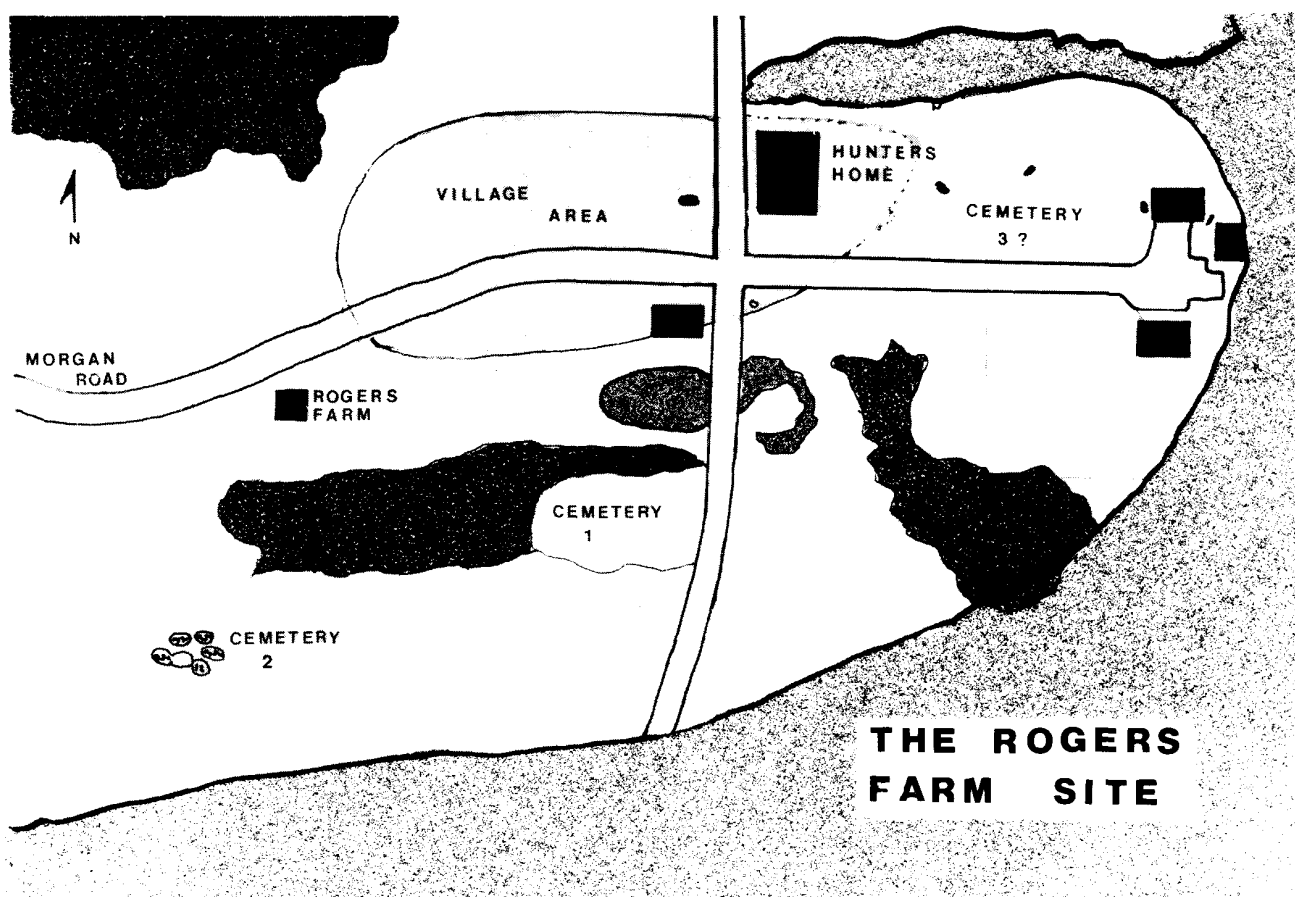 HUNTERS
HOME
VILLAGE
AREA
CEMETERY
3 ?
N
MORGAN
ROAD
ROGERS
FARM
CEMETERY
1
CEMETERY
2
THE ROGERS
FARM SITE